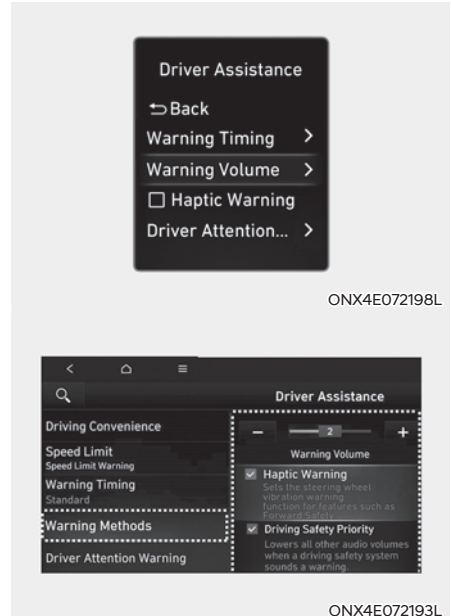 Driver Assistance
Back
Warning Timing >
Warning Volume >
Haptic Warning
Driver Attention... >
ONX4E072198L
Driver Assistance
Driving Convenience
Speed Limit
Speed Limit Warning
Warning Timing
Standard
Warning Methods
Driver Attention Warning
− 2 +
Warning Volume
Haptic Warning
Sets the steering wheel
vibration warning
function for features such as
Forward Safety
Driving Safety Priority
Lowers all other audio volumes
when a driving safety system
sounds a warning.
ONX4E072193L